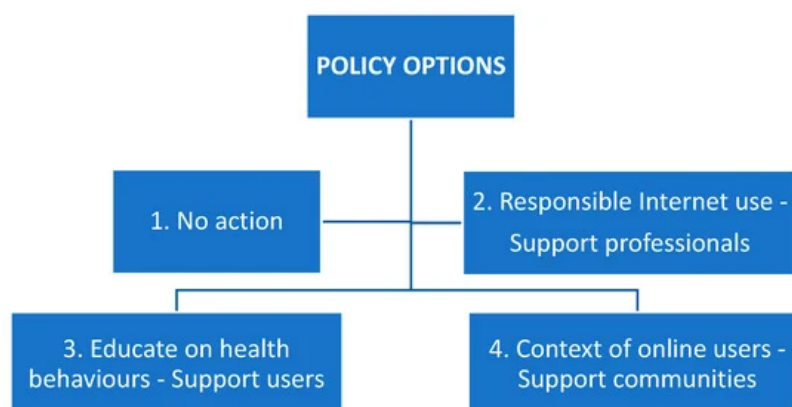 POLICY OPTIONS
1. No action
2. Responsible Internet use -
Support professionals
3. Educate on health
behaviours - Support users
4. Context of online users -
Support communities